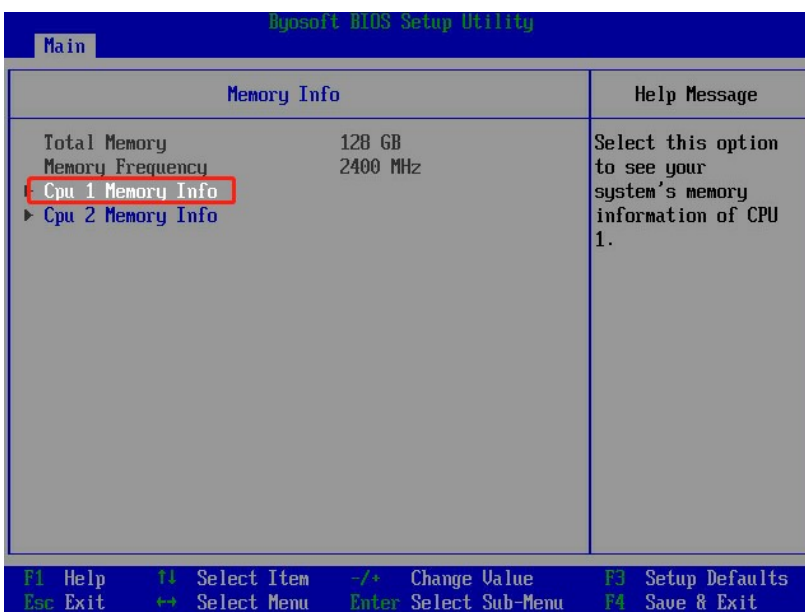 Byosoft BIOS Setup Utility
Main
Memory Info
Help Message
Total Memory 128 GB
Memory Frequency 2400 MHz
Cpu 1 Memory Info
Cpu 2 Memory Info
Select this option
to see your
system's memory
information of CPU
1.
F1 Help ↑↓ Select Item -/+ Change Value F3 Setup Defaults
Esc Exit ←→ Select Menu Enter Select Sub-Menu F4 Save & Exit